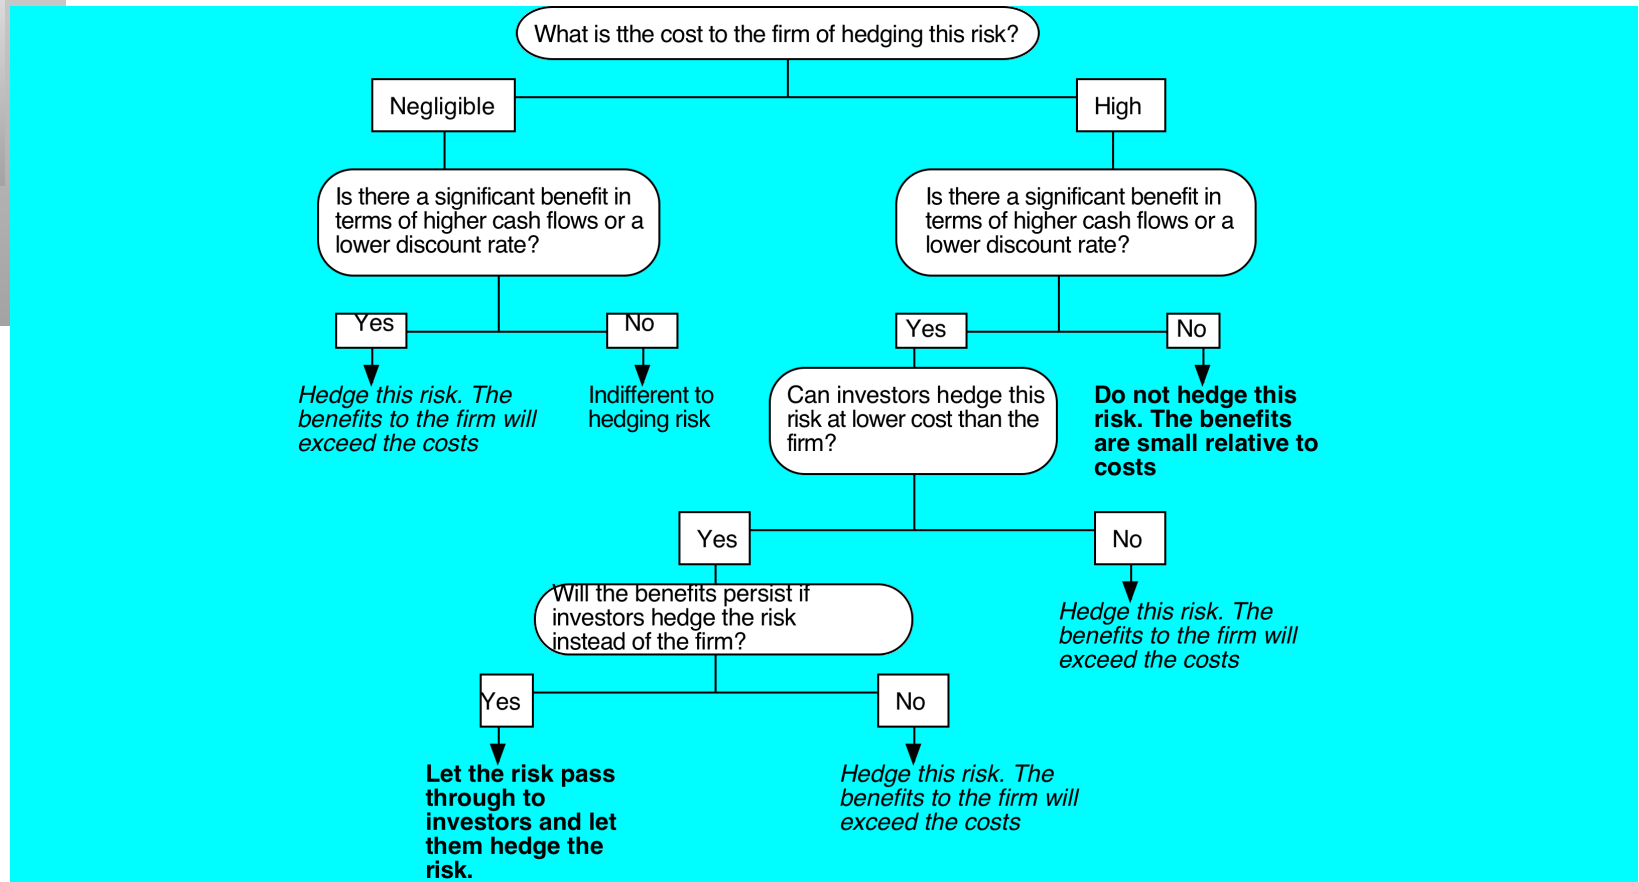 What is tthe cost to the firm of hedging this risk?
Negligible
High
Is there a significant benefit in
terms of higher cash flows or a
lower discount rate?
Is there a significant benefit in
terms of higher cash flows or a
lower discount rate?
Yes
No
Yes
No
Hedge this risk. The
benefits to the firm will
exceed the costs
Indifferent to
hedging risk
Can investors hedge this
risk at lower cost than the
firm?
Do not hedge this
risk. The benefits
are small relative to
costs
Yes
No
Will the benefits persist if
investors hedge the risk
instead of the firm?
Hedge this risk. The
benefits to the firm will
exceed the costs
Yes
No
Let the risk pass
through to
investors and let
them hedge the
risk.
Hedge this risk. The
benefits to the firm will
exceed the costs